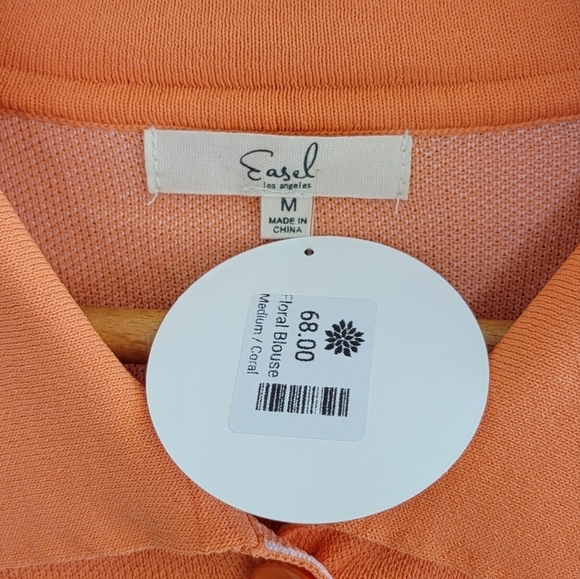 Easel
los angeles
M
MADE IN
CHINA
68.00
Floral Blouse
Medium / Coral